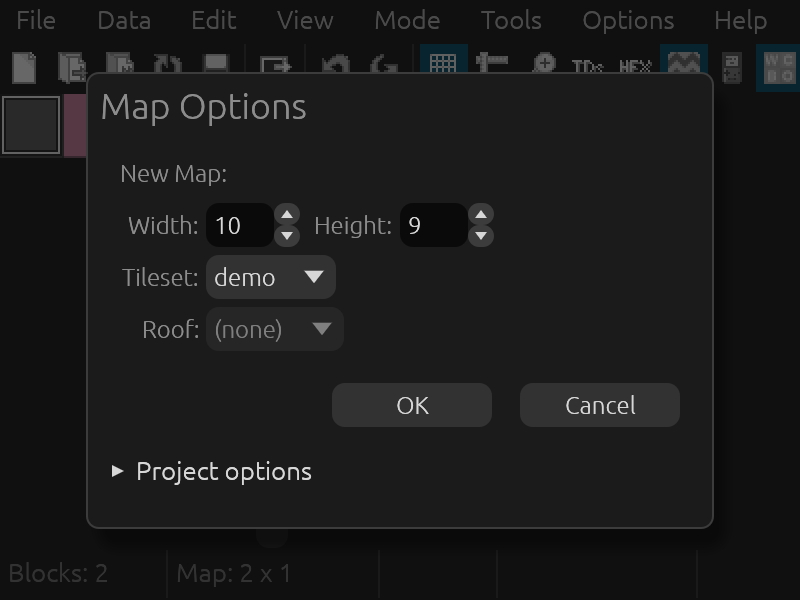 File Data Edit View Mode Tools Options Help
IDs HEX W C B O
Map Options
New Map:
Width: 10 Height: 9
Tileset: demo
Roof: (none)
OK Cancel
Project options
Blocks: 2 Map: 2 x 1